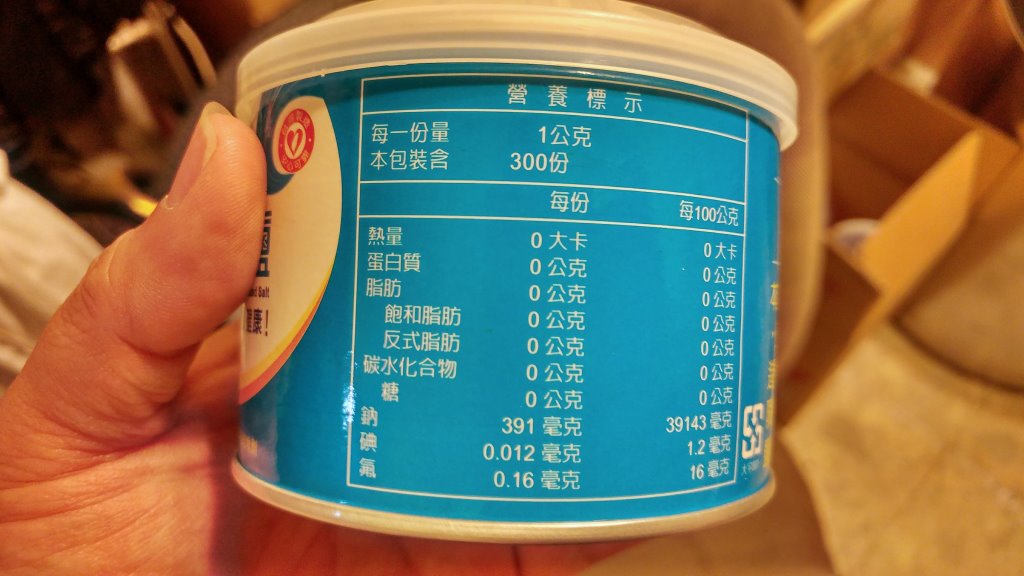 營養標示
每一份量 1公克
本包裝含 300份
每份 每100公克
熱量 0 大卡 0 大卡
蛋白質 0 公克 0 公克
脂肪 0 公克 0 公克
飽和脂肪 0 公克 0 公克
反式脂肪 0 公克 0 公克
碳水化合物 0 公克 0 公克
糖 0 公克 0 公克
鈉 391 毫克 39143 毫克
碘 0.012 毫克 1.2 毫克
氟 0.16 毫克 16 毫克
Salt
康!